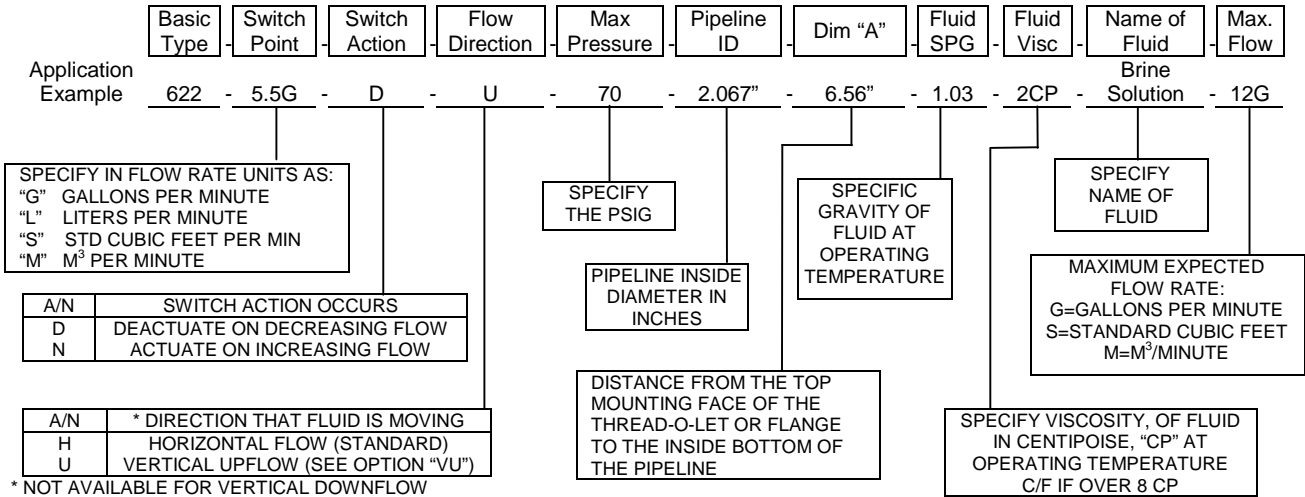 Basic Type - Switch Point - Switch Action - Flow Direction - Max Pressure - Pipeline ID - Dim “A” - Fluid SPG - Fluid Visc - Name of Fluid - Max. Flow
Application Example 622 - 5.5G - D - U - 70 - 2.067” - 6.56” - 1.03 - 2CP - Brine Solution - 12G
SPECIFY IN FLOW RATE UNITS AS:
“G” GALLONS PER MINUTE
“L” LITERS PER MINUTE
“S” STD CUBIC FEET PER MIN
“M” M³ PER MINUTE
A/N SWITCH ACTION OCCURS
D DEACTUATE ON DECREASING FLOW
N ACTUATE ON INCREASING FLOW
A/N * DIRECTION THAT FLUID IS MOVING
H HORIZONTAL FLOW (STANDARD)
U VERTICAL UPFLOW (SEE OPTION “VU”)
* NOT AVAILABLE FOR VERTICAL DOWNFLOW
SPECIFY
THE PSIG
PIPELINE INSIDE
DIAMETER IN
INCHES
DISTANCE FROM THE TOP
MOUNTING FACE OF THE
THREAD-O-LET OR FLANGE
TO THE INSIDE BOTTOM OF
THE PIPELINE
SPECIFIC
GRAVITY OF
FLUID AT
OPERATING
TEMPERATURE
SPECIFY VISCOSITY, OF FLUID
IN CENTIPOISE, “CP” AT
OPERATING TEMPERATURE
C/F IF OVER 8 CP
SPECIFY
NAME OF
FLUID
MAXIMUM EXPECTED
FLOW RATE:
G=GALLONS PER MINUTE
S=STANDARD CUBIC FEET
M=M³/MINUTE